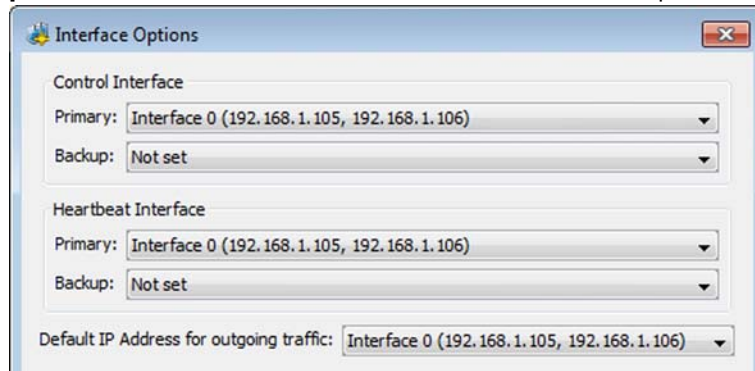 Interface Options
Control Interface
Primary: Interface 0 (192.168.1.105, 192.168.1.106)
Backup: Not set
Heartbeat Interface
Primary: Interface 0 (192.168.1.105, 192.168.1.106)
Backup: Not set
Default IP Address for outgoing traffic: Interface 0 (192.168.1.105, 192.168.1.106)